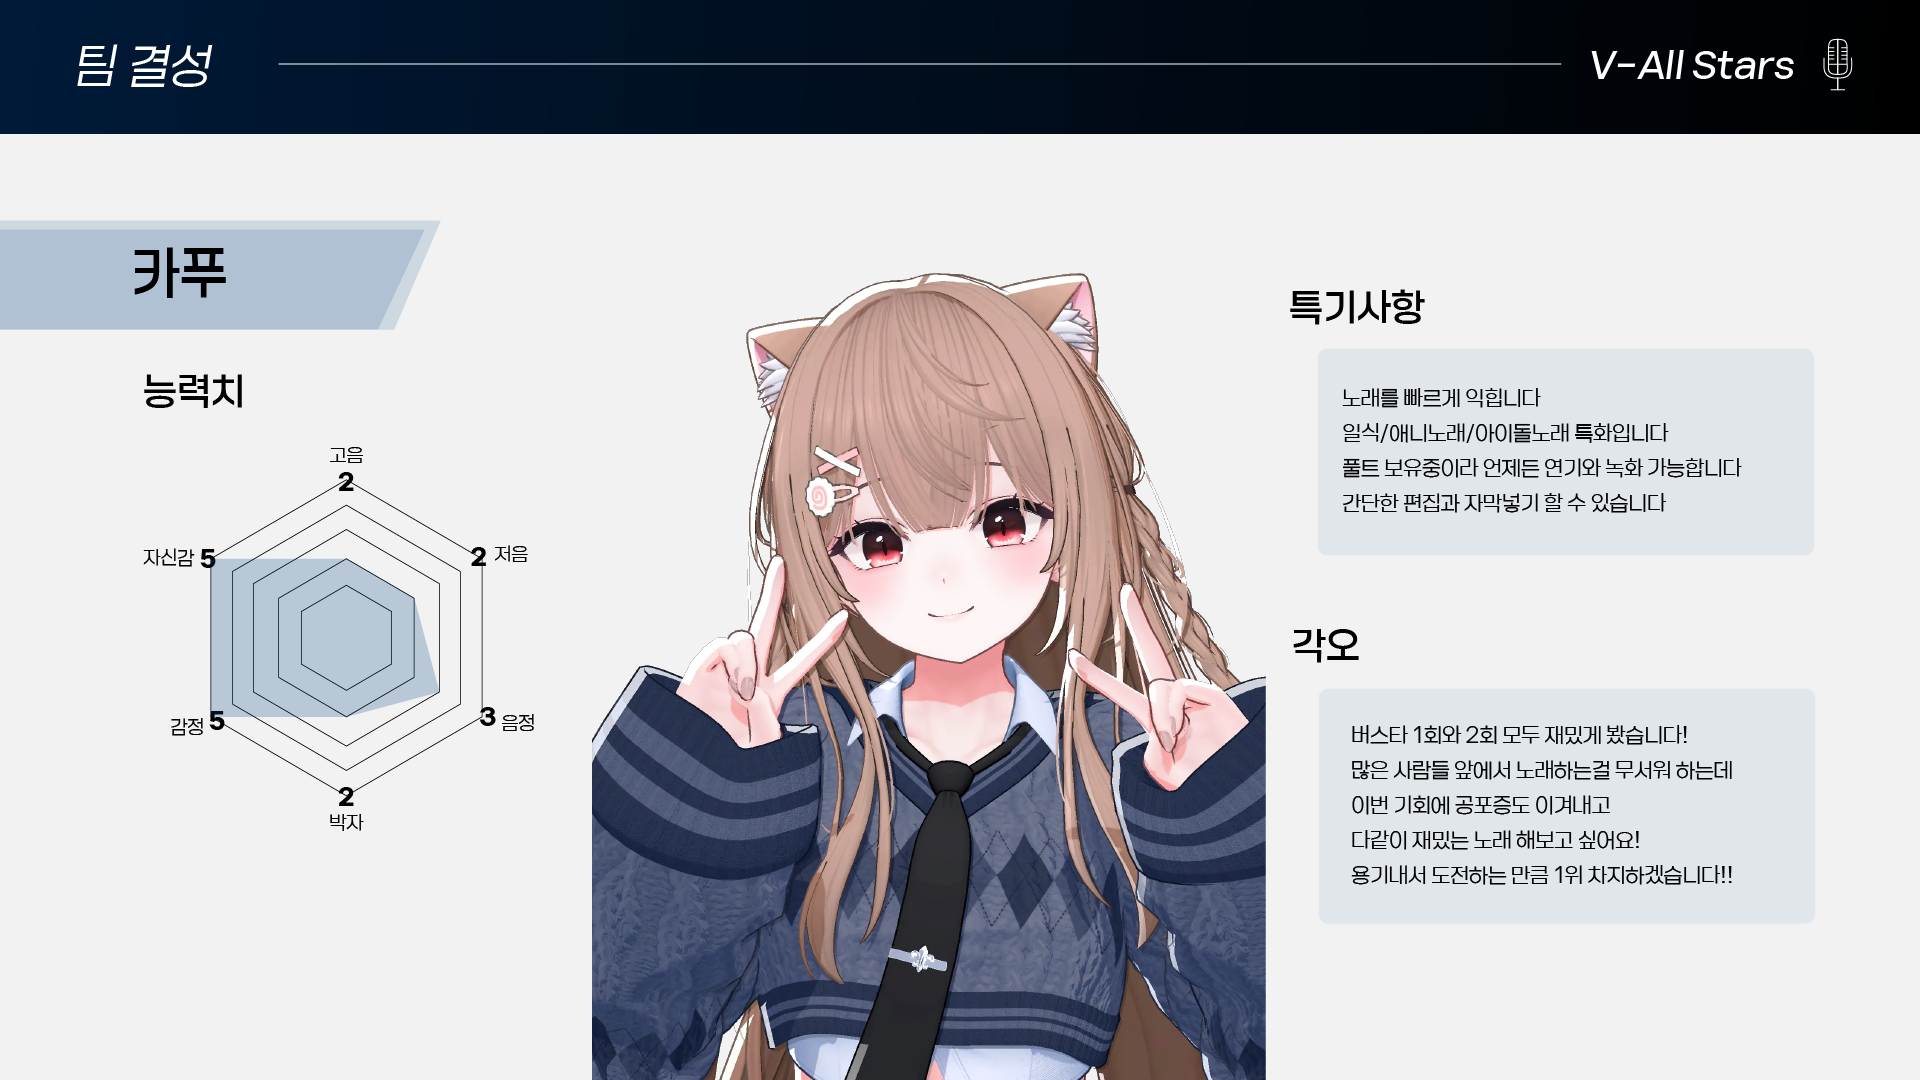 팀 결성
V-All Stars
카푸
능력치
고음
2
자신감 5
2 저음
감정 5
3 음정
2
박자
특기사항
노래를 빠르게 익힙니다
일식/애니노래/아이돌노래 특화입니다
풀트 보유중이라 언제든 연기와 녹화 가능합니다
간단한 편집과 자막넣기 할 수 있습니다
각오
버스타 1회와 2회 모두 재밌게 봤습니다!
많은 사람들 앞에서 노래하는걸 무서워 하는데
이번 기회에 공포증도 이겨내고
다같이 재밌는 노래 해보고 싶어요!
용기내서 도전하는 만큼 1위 차지하겠습니다!!